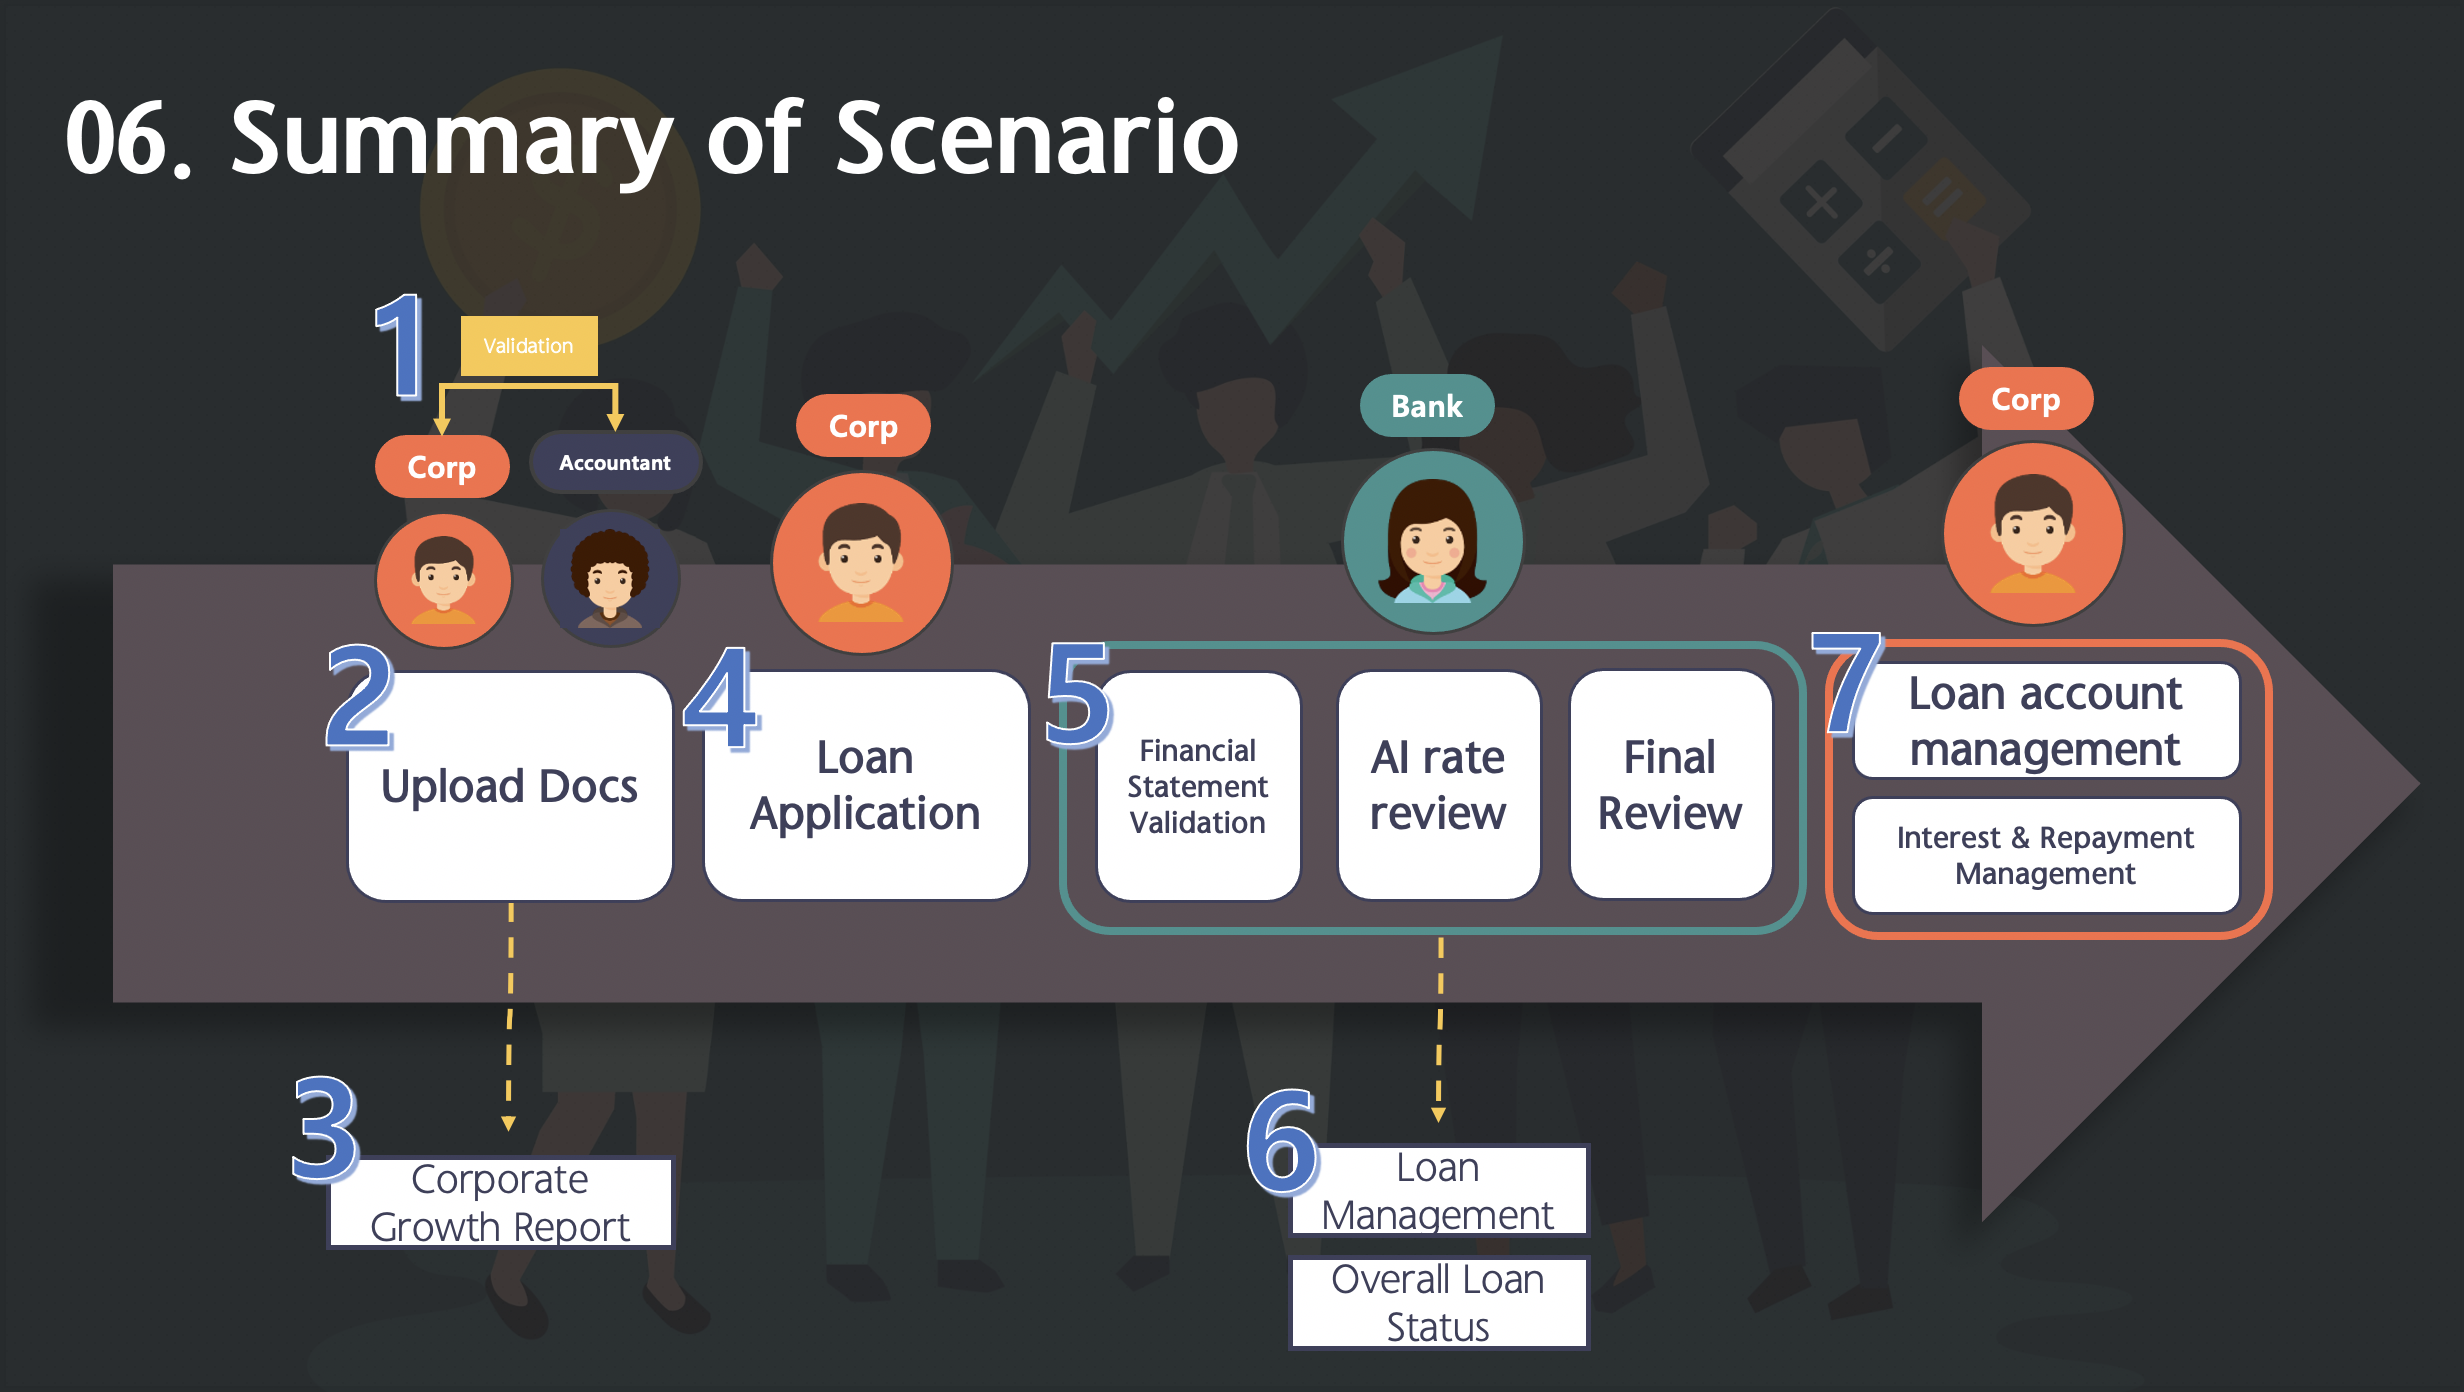 06. Summary of Scenario
1
Validation
Corp
Accountant
Corp
Bank
Corp
2
Upload Docs
4
Loan
Application
5
Financial
Statement
Validation
AI rate
review
Final
Review
7
Loan account
management
Interest & Repayment
Management
3
Corporate
Growth Report
6
Loan
Management
Overall Loan
Status